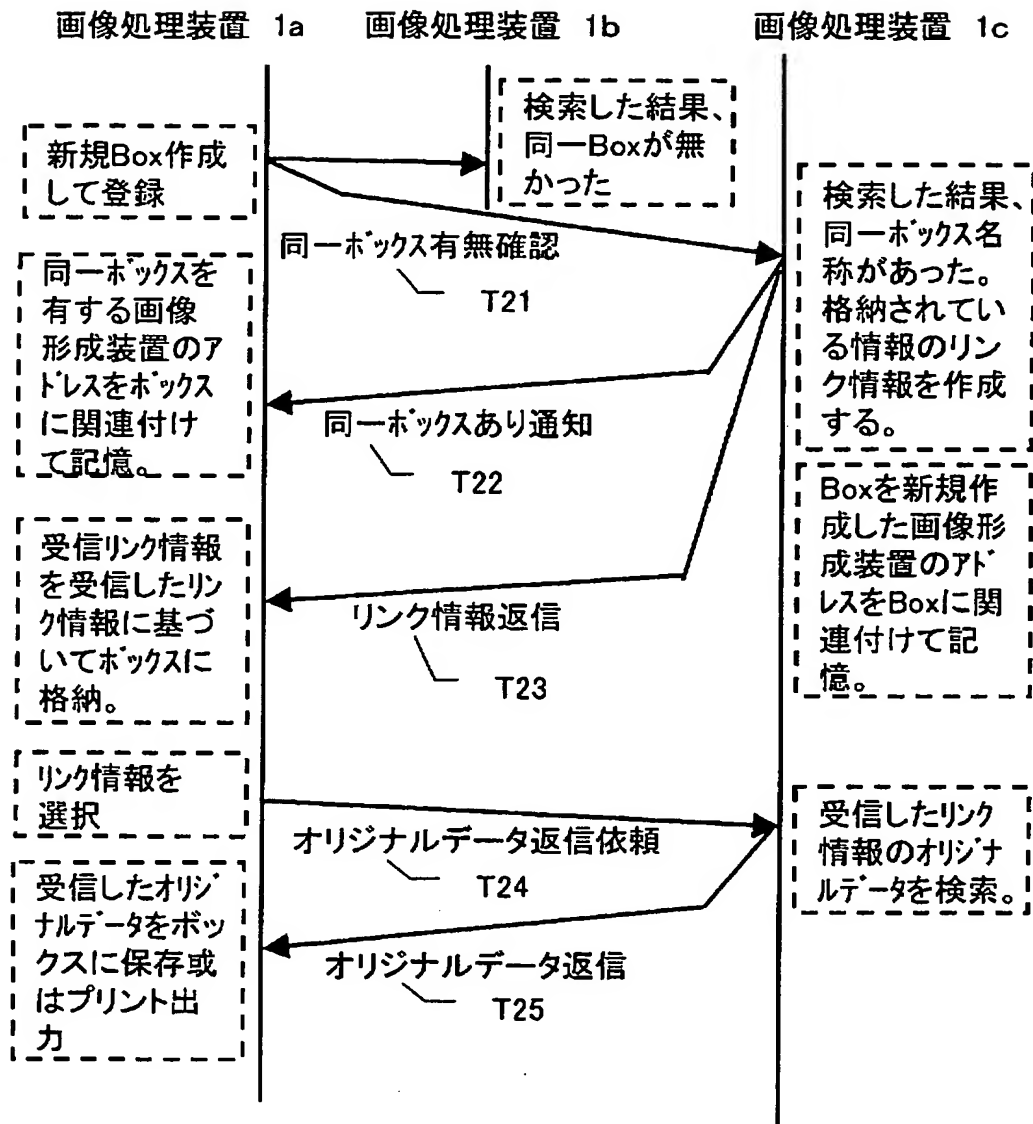 画像処理装置 1a
画像処理装置 1b
画像処理装置 1c
新規Box作成
して登録
検索した結果、
同一Boxが無
かった
同一ボックス有無確認
T21
検索した結果、
同一ボックス名
称があった。
格納されてい
る情報のリン
ク情報を作成
する。
同一ボックスを
有する画像
形成装置のア
ドレスをボックス
に関連付け
て記憶。
同一ボックスあり通知
T22
Boxを新規作
成した画像形
成装置のアド
レスをBoxに関
連付けて記
憶。
受信リンク情報
を受信したリン
ク情報に基づ
いてボックスに
格納。
リンク情報返信
T23
リンク情報を
選択
オリジナルデータ返信依頼
T24
受信したリンク
情報のオリジナ
ルデータを検索。
受信したオリジ
ナルデータをボッ
クスに保存或
はプリント出
力
オリジナルデータ返信
T25